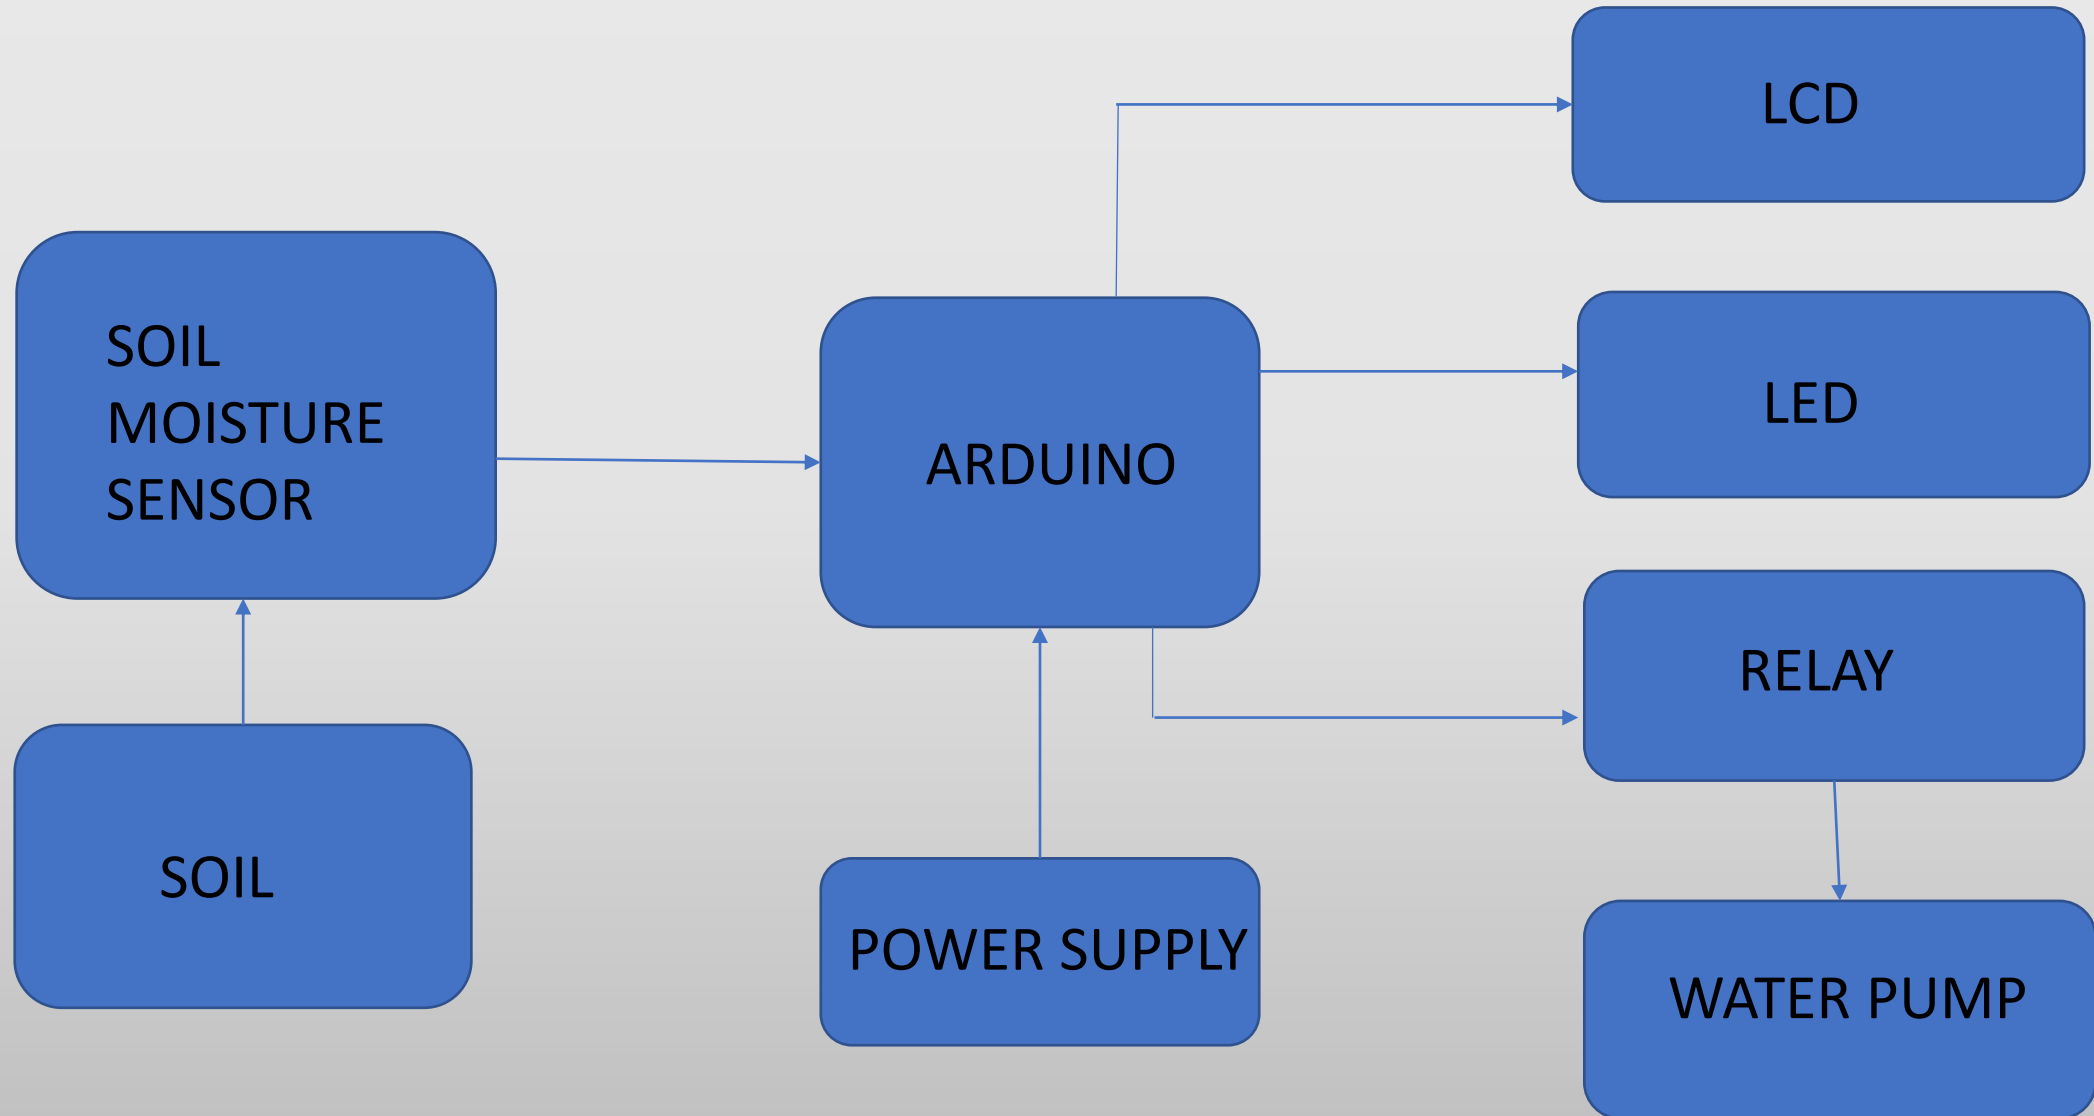 LCD
SOIL
MOISTURE
SENSOR
ARDUINO
LED
RELAY
SOIL
POWER SUPPLY
WATER PUMP